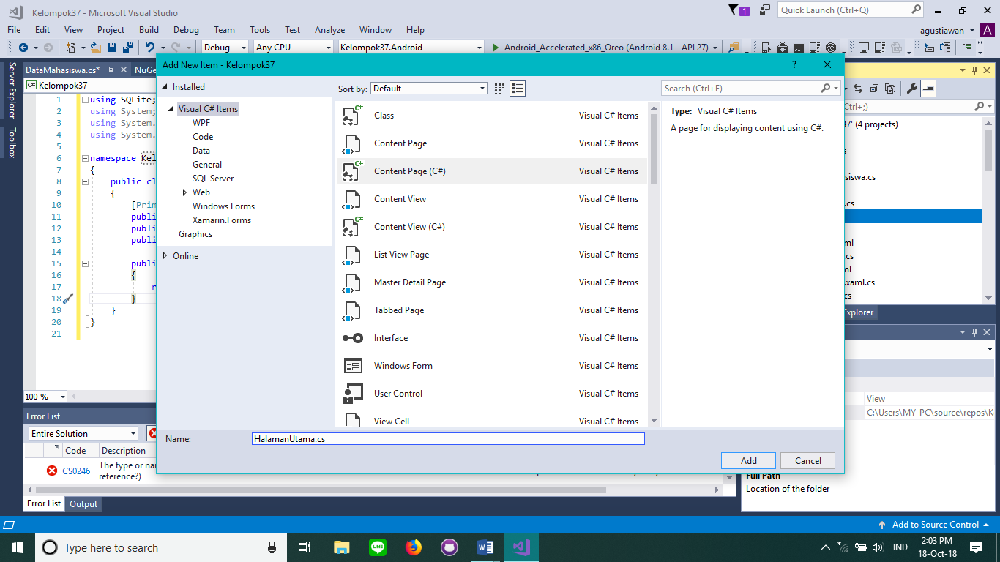 Kelompok37 - Microsoft Visual Studio
1
Quick Launch (Ctrl+Q)
File Edit View Project Build Debug Team Tools Test Analyze Window Help
agustiawan
A
Debug Any CPU Kelompok37.Android Android_Accelerated_x86_Oreo (Android 8.1 - API 27)
Server Explorer
Toolbox
DataMahasiswa.cs*
NuGe
Kelompok37
1 using SQLite;
2 using System;
3 using System.
4 using System.
5
6 namespace Kel
7 {
8 public cl
9 {
10 [Prim
11 publi
12 publi
13 publi
14
15 publi
16 {
17 r
18 }
19 }
20 }
21
100 %
Add New Item - Kelompok37
?
Installed
Visual C# Items
WPF
Code
Data
General
SQL Server
Web
Windows Forms
Xamarin.Forms
Graphics
Online
Sort by: Default
Search (Ctrl+E)
Class Visual C# Items
Content Page Visual C# Items
Content Page (C#) Visual C# Items
Content View Visual C# Items
Content View (C#) Visual C# Items
List View Page Visual C# Items
Master Detail Page Visual C# Items
Tabbed Page Visual C# Items
Interface Visual C# Items
Windows Form Visual C# Items
User Control Visual C# Items
View Cell Visual C# Items
Type: Visual C# Items
A page for displaying content using C#.
Name: HalamanUtama.cs
Add Cancel
+;)
37' (4 projects)
s
siswa.cs
.cs
ml
.cs
ml
.xaml.cs
cs
Explorer
View
C:\Users\MY-PC\source\repos\K
Full Path
Location of the folder
Error List
Entire Solution
Code Description
CS0246 The type or na
reference?)
Error List Output
Add to Source Control
Type here to search
IND
2:03 PM
18-Oct-18